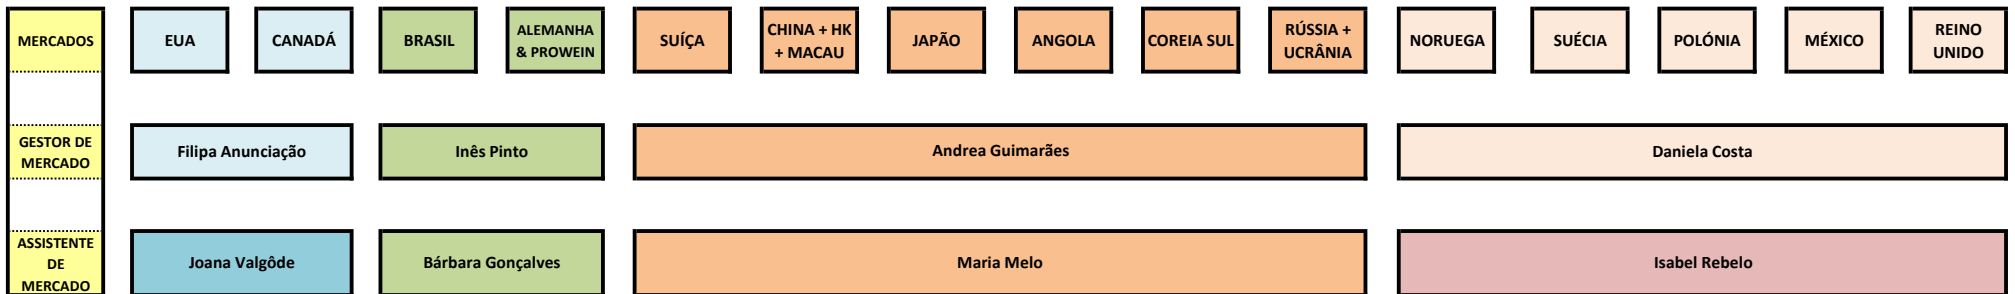 MERCADOS
EUA
CANADÁ
BRASIL
ALEMANHA
& PROWEIN
SUÍÇA
CHINA + HK
+ MACAU
JAPÃO
ANGOLA
COREIA SUL
RÚSSIA +
UCRÂNIA
NORUEGA
SUÉCIA
POLÓNIA
MÉXICO
REINO
UNIDO
GESTOR DE
MERCADO
Filipa Anunciação
Inês Pinto
Andrea Guimarães
Daniela Costa
ASSISTENTE
DE
MERCADO
Joana Valgôde
Bárbara Gonçalves
Maria Melo
Isabel Rebelo